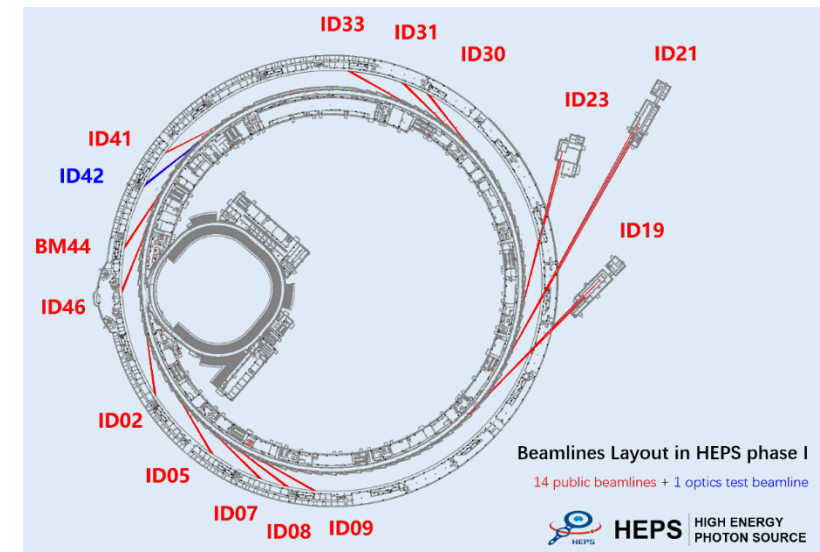 ID33
ID31
ID30
ID21
ID23
ID41
ID42
ID19
BM44
ID46
ID02
ID05
ID07
ID08
ID09
Beamlines Layout in HEPS phase I
14 public beamlines + 1 optics test beamline
HEPS
HEPS
HIGH ENERGY
PHOTON SOURCE